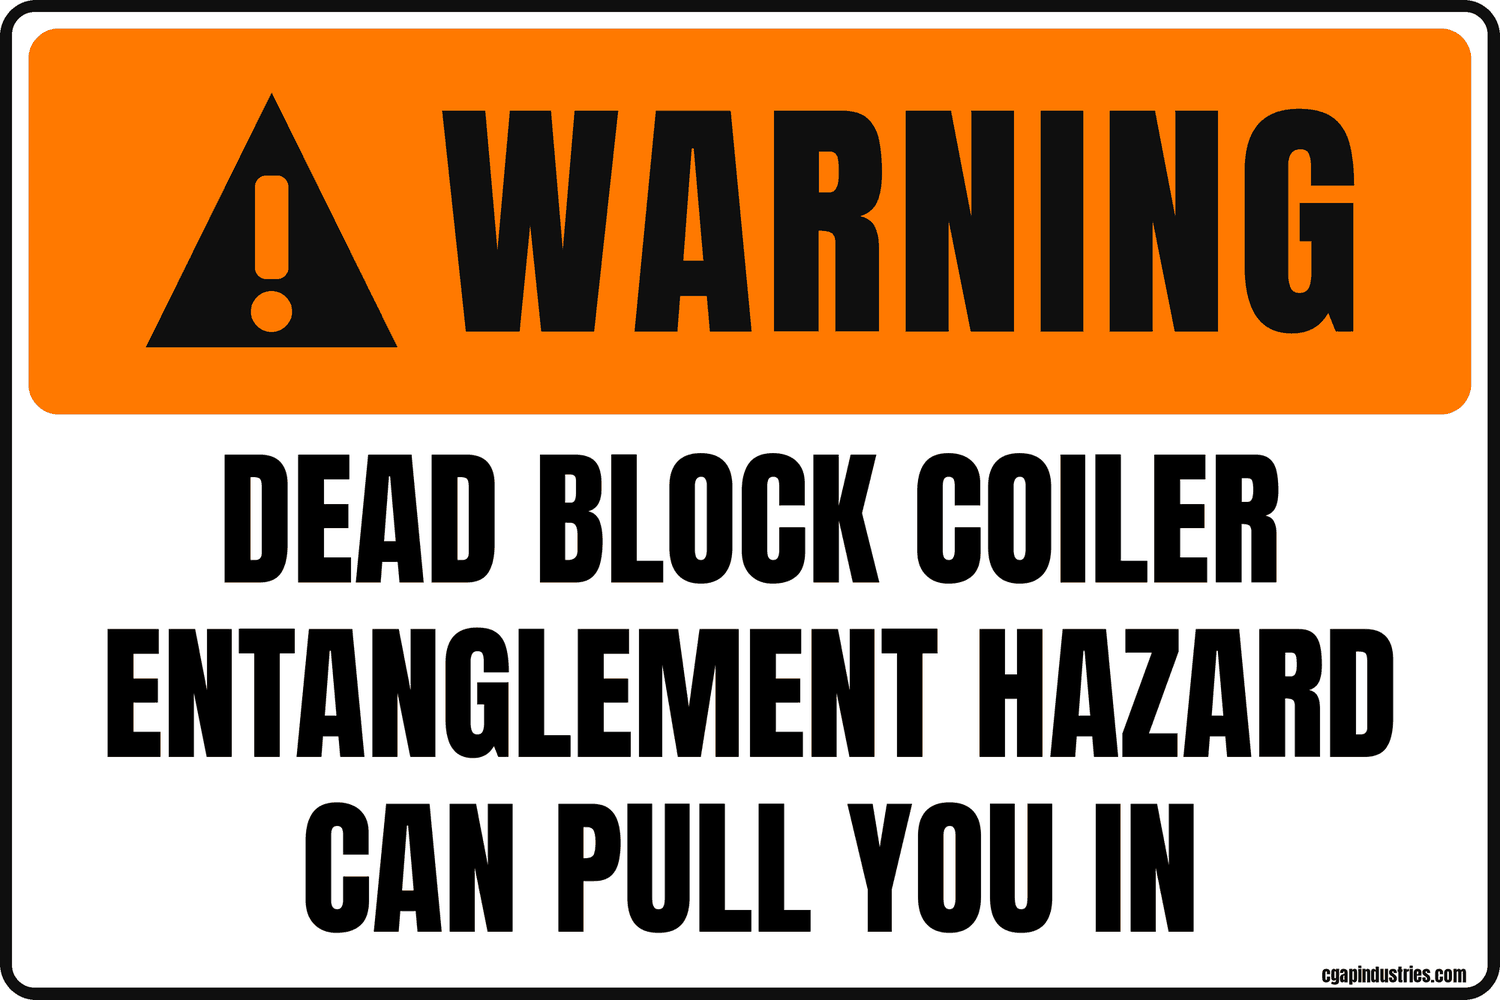 WARNING
DEAD BLOCK COILER
ENTANGLEMENT HAZARD
CAN PULL YOU IN
cgapindustries.com